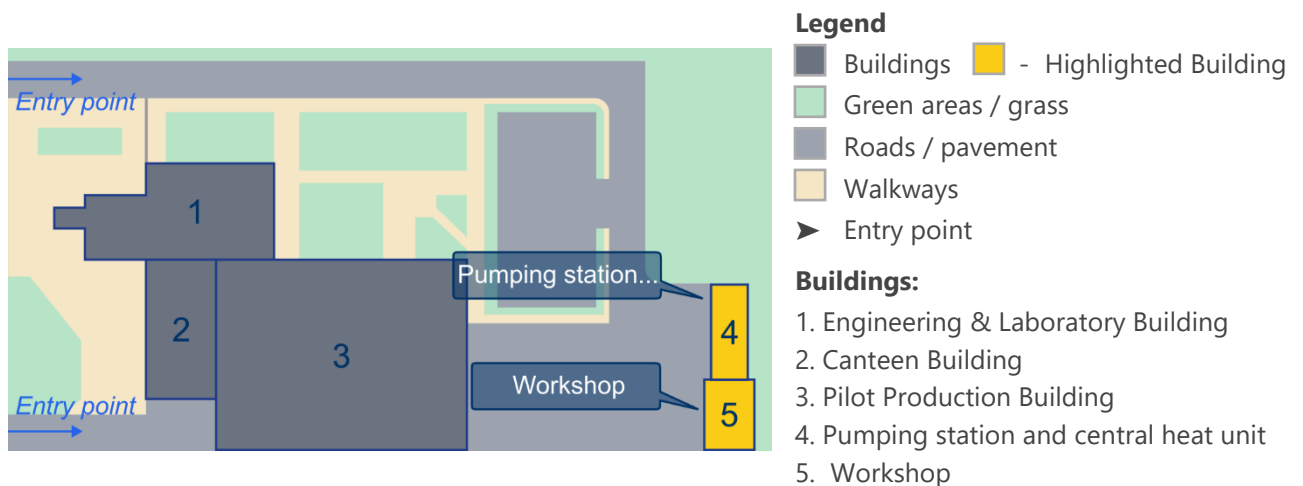 Legend
Buildings - Highlighted Building
Green areas / grass
Roads / pavement
Walkways
Entry point
Buildings:
1. Engineering & Laboratory Building
2. Canteen Building
3. Pilot Production Building
4. Pumping station and central heat unit
5. Workshop
Entry point
1
Pumping station...
2
3
4
Workshop
Entry point
5